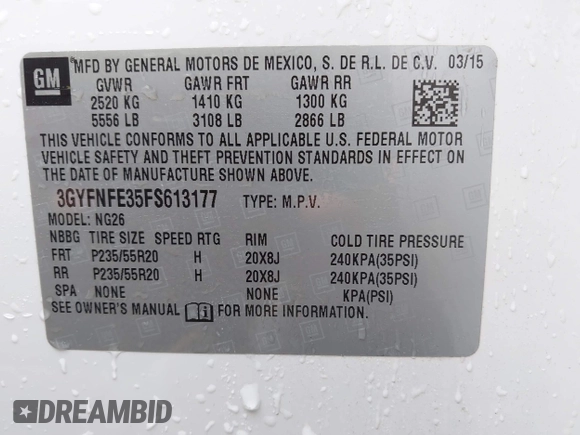 GM
®MFD BY GENERAL MOTORS DE MEXICO, S. DE R.L. DE C.V. 03/15
GVWR GAWR FRT GAWR RR
2520 KG 1410 KG 1300 KG
5556 LB 3108 LB 2866 LB
THIS VEHICLE CONFORMS TO ALL APPLICABLE U.S. FEDERAL MOTOR
VEHICLE SAFETY AND THEFT PREVENTION STANDARDS IN EFFECT ON
THE DATE OF MANUFACTURE SHOWN ABOVE.
3GYFNFE35FS613177 TYPE: M.P.V.
MODEL: NG26
NBBG TIRE SIZE SPEED RTG RIM COLD TIRE PRESSURE
FRT P235/55R20 H 20X8J 240KPA(35PSI)
RR P235/55R20 H 20X8J 240KPA(35PSI)
SPA NONE NONE KPA(PSI)
SEE OWNER'S MANUAL FOR MORE INFORMATION
DREAMBID